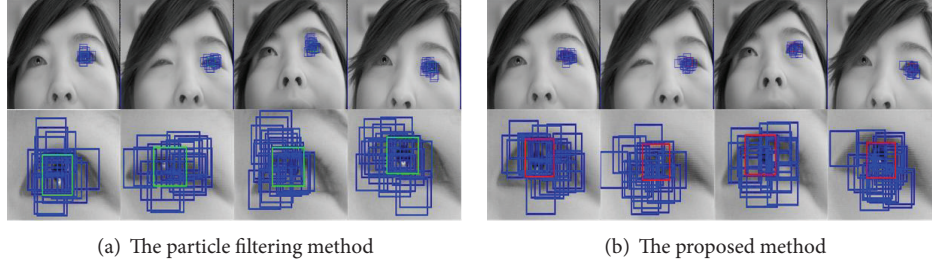 (a) The particle filtering method
(b) The proposed method